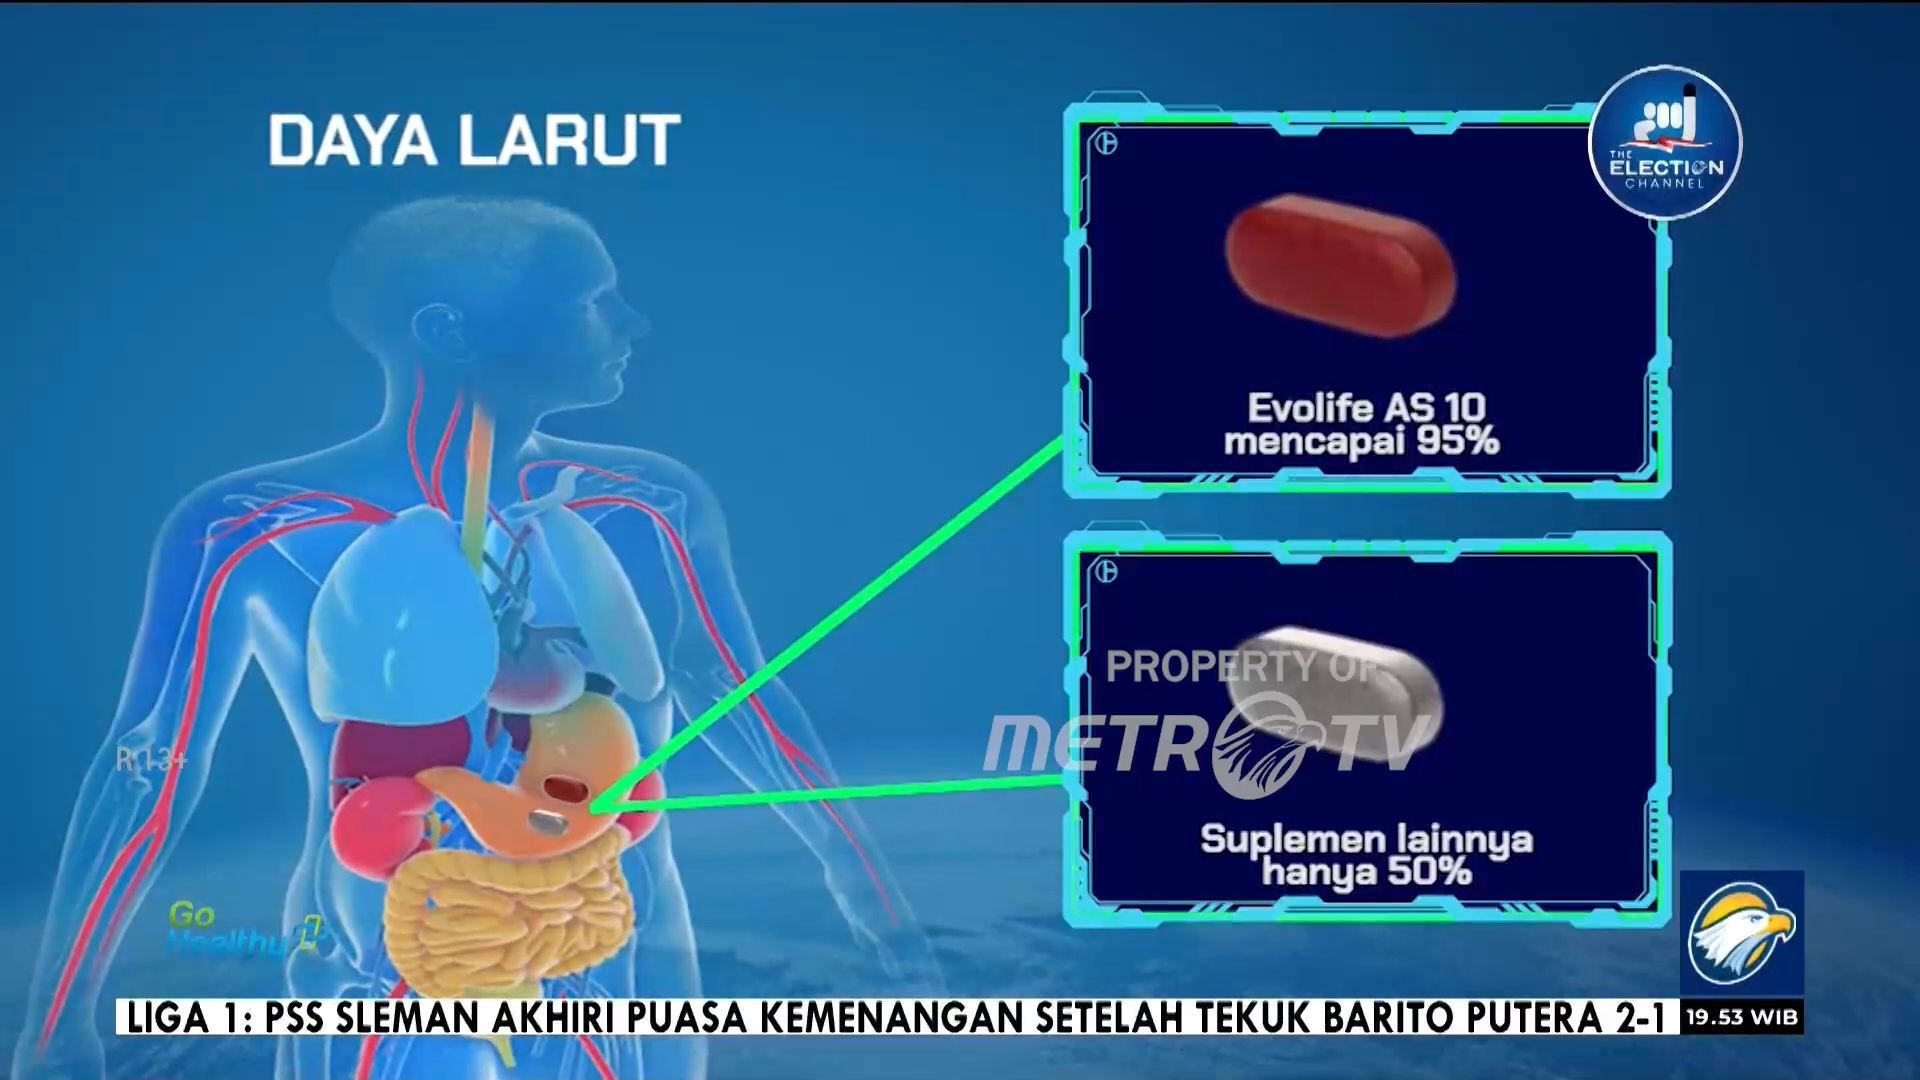 DAYA LARUT
THE
ELECTION
CHANNEL
Evolife AS 10
mencapai 95%
PROPERTY OF
METRO TV
Suplemen lainnya
hanya 50%
R 13+
Go
Healthy
LIGA 1: PSS SLEMAN AKHIRI PUASA KEMENANGAN SETELAH TEKUK BARITO PUTERA 2-1
19.53 WIB